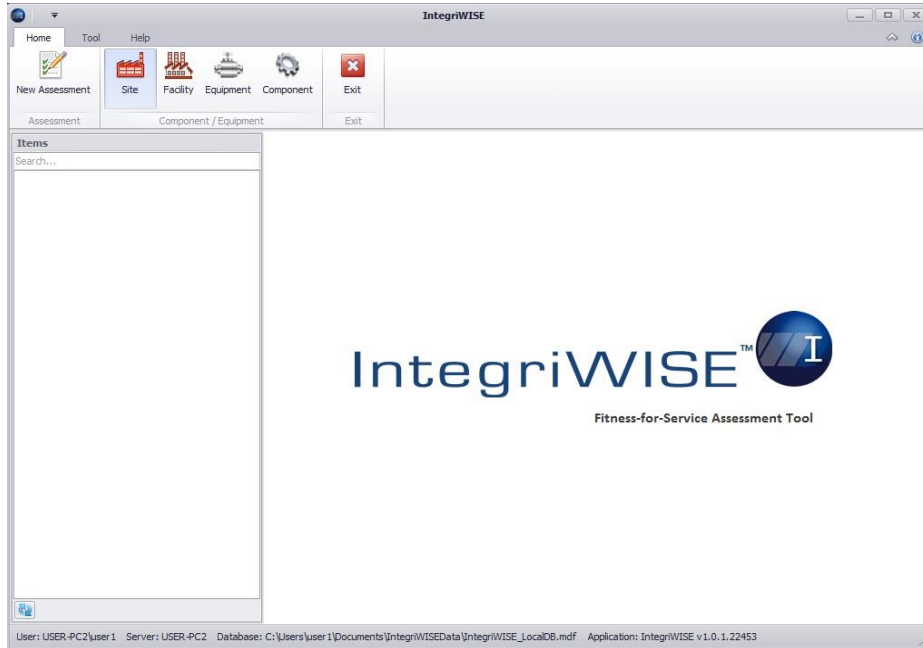 IntegriWISE
Home Tool Help
New Assessment Site Facility Equipment Component Exit
Assessment Component / Equipment Exit
Items
Search...
IntegriWISE™ I
Fitness-for-Service Assessment Tool
User: USER-PC2\user1 Server: USER-PC2 Database: C:\Users\user1\Documents\IntegriWISEData\IntegriWISE_LocalDB.mdf Application: IntegriWISE v1.0.1.22453